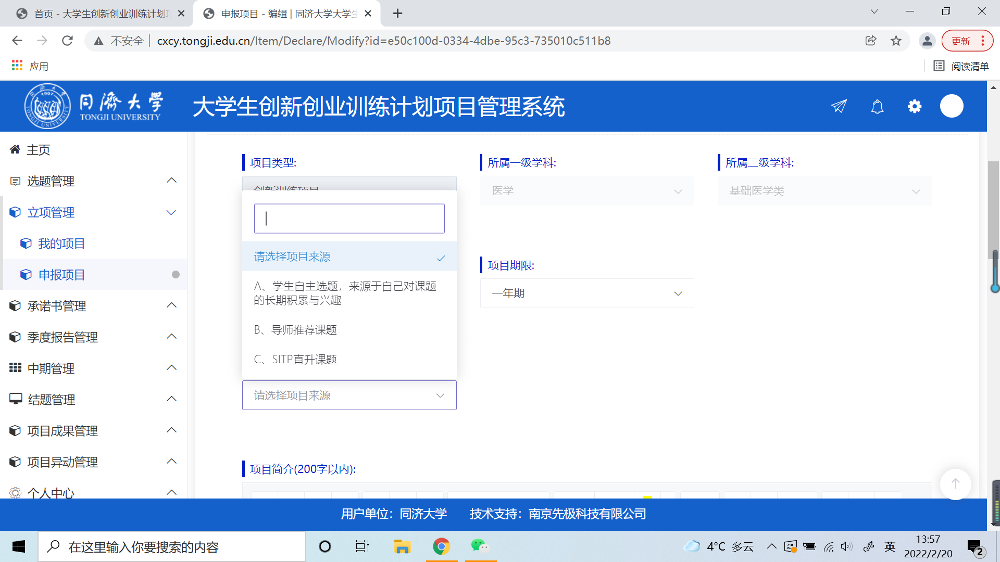 首页 - 大学生创新创业训练计划项
申报项目 - 编辑 | 同济大学大学生
不安全
cxcy.tongji.edu.cn/Item/Declare/Modify?id=e50c100d-0334-4dbe-95c3-735010c511b8
更新
应用
阅读清单
1907
TONGJI UNIVERSITY
同濟大學
TONGJI UNIVERSITY
大学生创新创业训练计划项目管理系统
主页
选题管理
立项管理
我的项目
申报项目
承诺书管理
季度报告管理
中期管理
结题管理
项目成果管理
项目异动管理
个人中心
项目类型:
所属一级学科:
所属二级学科:
创新训练项目
医学
基础医学类
请选择项目来源
A、学生自主选题，来源于自己对课题
的长期积累与兴趣
B、导师推荐课题
C、SITP直升课题
项目期限:
一年期
请选择项目来源
项目简介(200字以内):
用户单位：同济大学
技术支持：南京先极科技有限公司
在这里输入你要搜索的内容
4°C 多云
英
13:57
2022/2/20
2